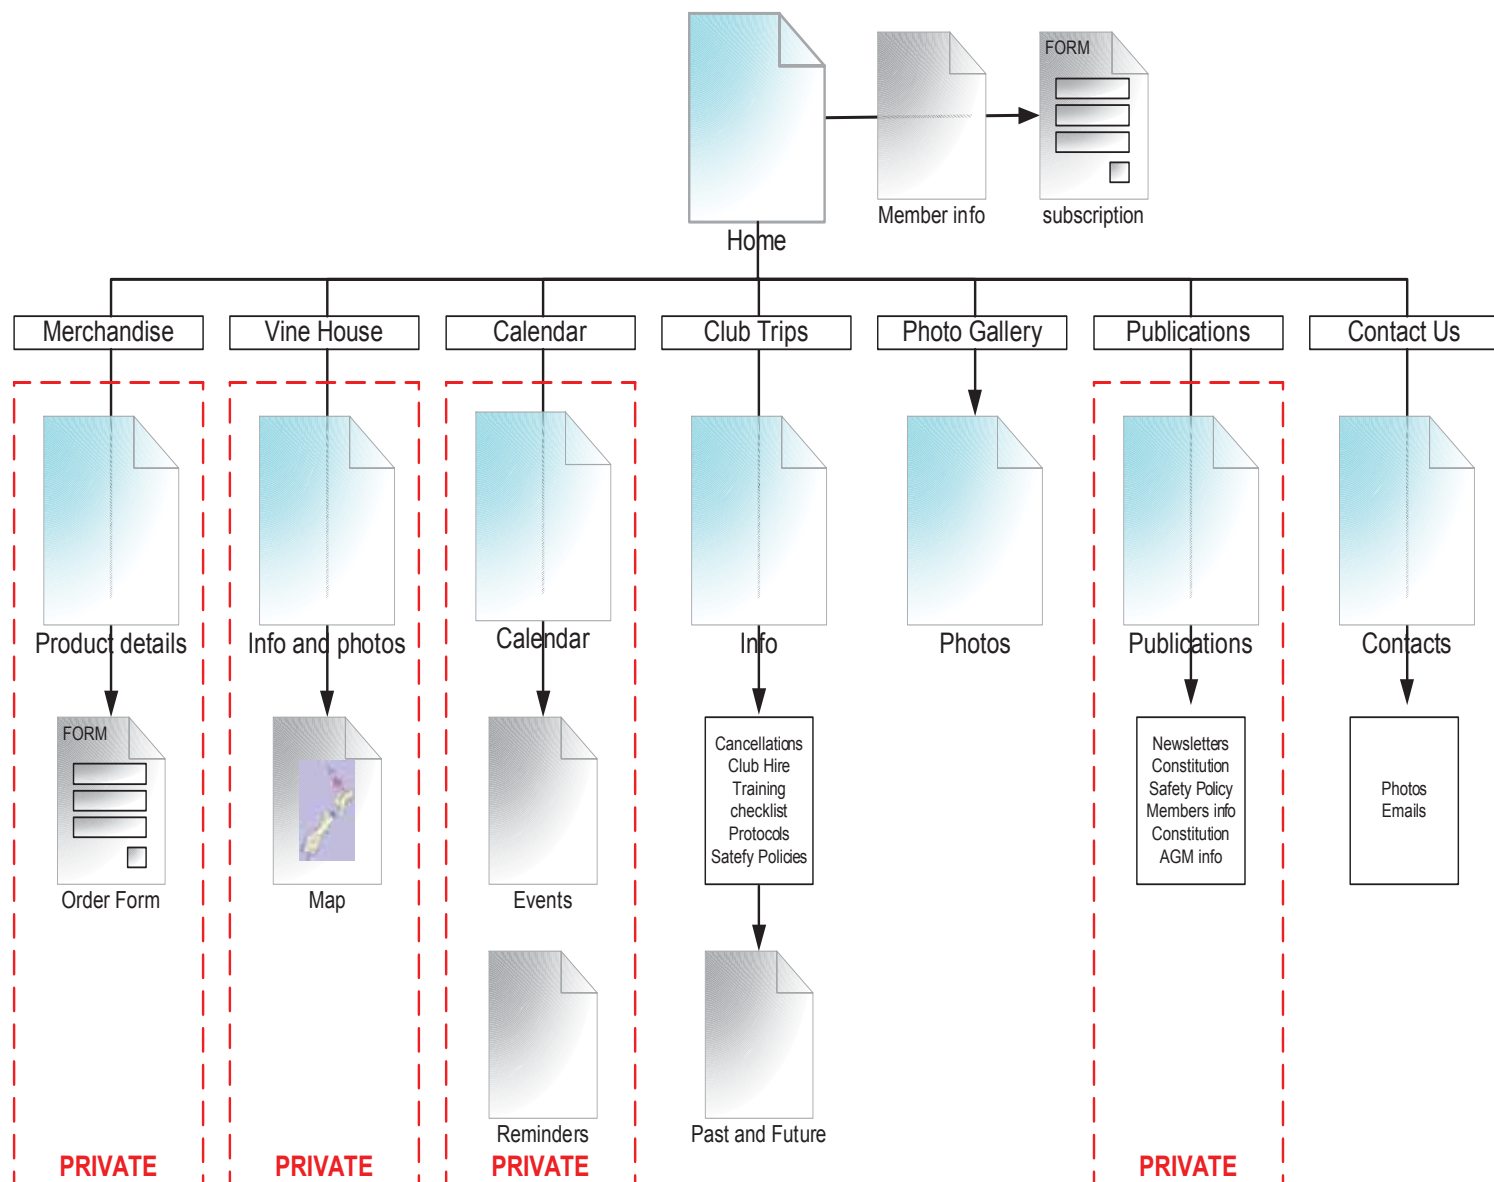 FORM
Member info
subscription
Home
Merchandise
Vine House
Calendar
Club Trips
Photo Gallery
Publications
Contact Us
Product details
Info and photos
Calendar
Info
Photos
Publications
Contacts
FORM
Order Form
Map
Events
Cancellations
Club Hire
Training
checklist
Protocols
Satefy Policies
Newsletters
Constitution
Safety Policy
Members info
Constitution
AGM info
Photos
Emails
Reminders
Past and Future
PRIVATE
PRIVATE
PRIVATE
PRIVATE